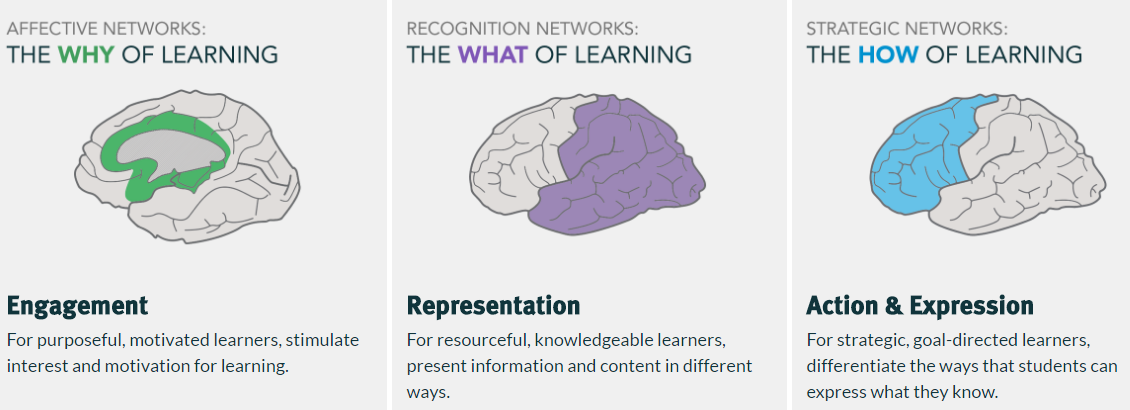 AFFECTIVE NETWORKS:
THE WHY OF LEARNING
Engagement
For purposeful, motivated learners, stimulate
interest and motivation for learning.
RECOGNITION NETWORKS:
THE WHAT OF LEARNING
Representation
For resourceful, knowledgeable learners,
present information and content in different
ways.
STRATEGIC NETWORKS:
THE HOW OF LEARNING
Action & Expression
For strategic, goal-directed learners,
differentiate the ways that students can
express what they know.